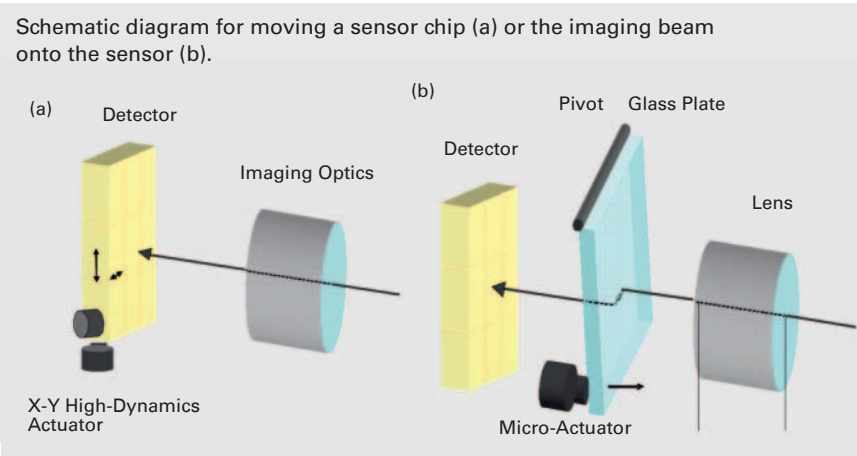 Schematic diagram for moving a sensor chip (a) or the imaging beam
onto the sensor (b).
(a)
Detector
Imaging Optics
X-Y High-Dynamics
Actuator
(b)
Pivot
Glass Plate
Detector
Lens
Micro-Actuator